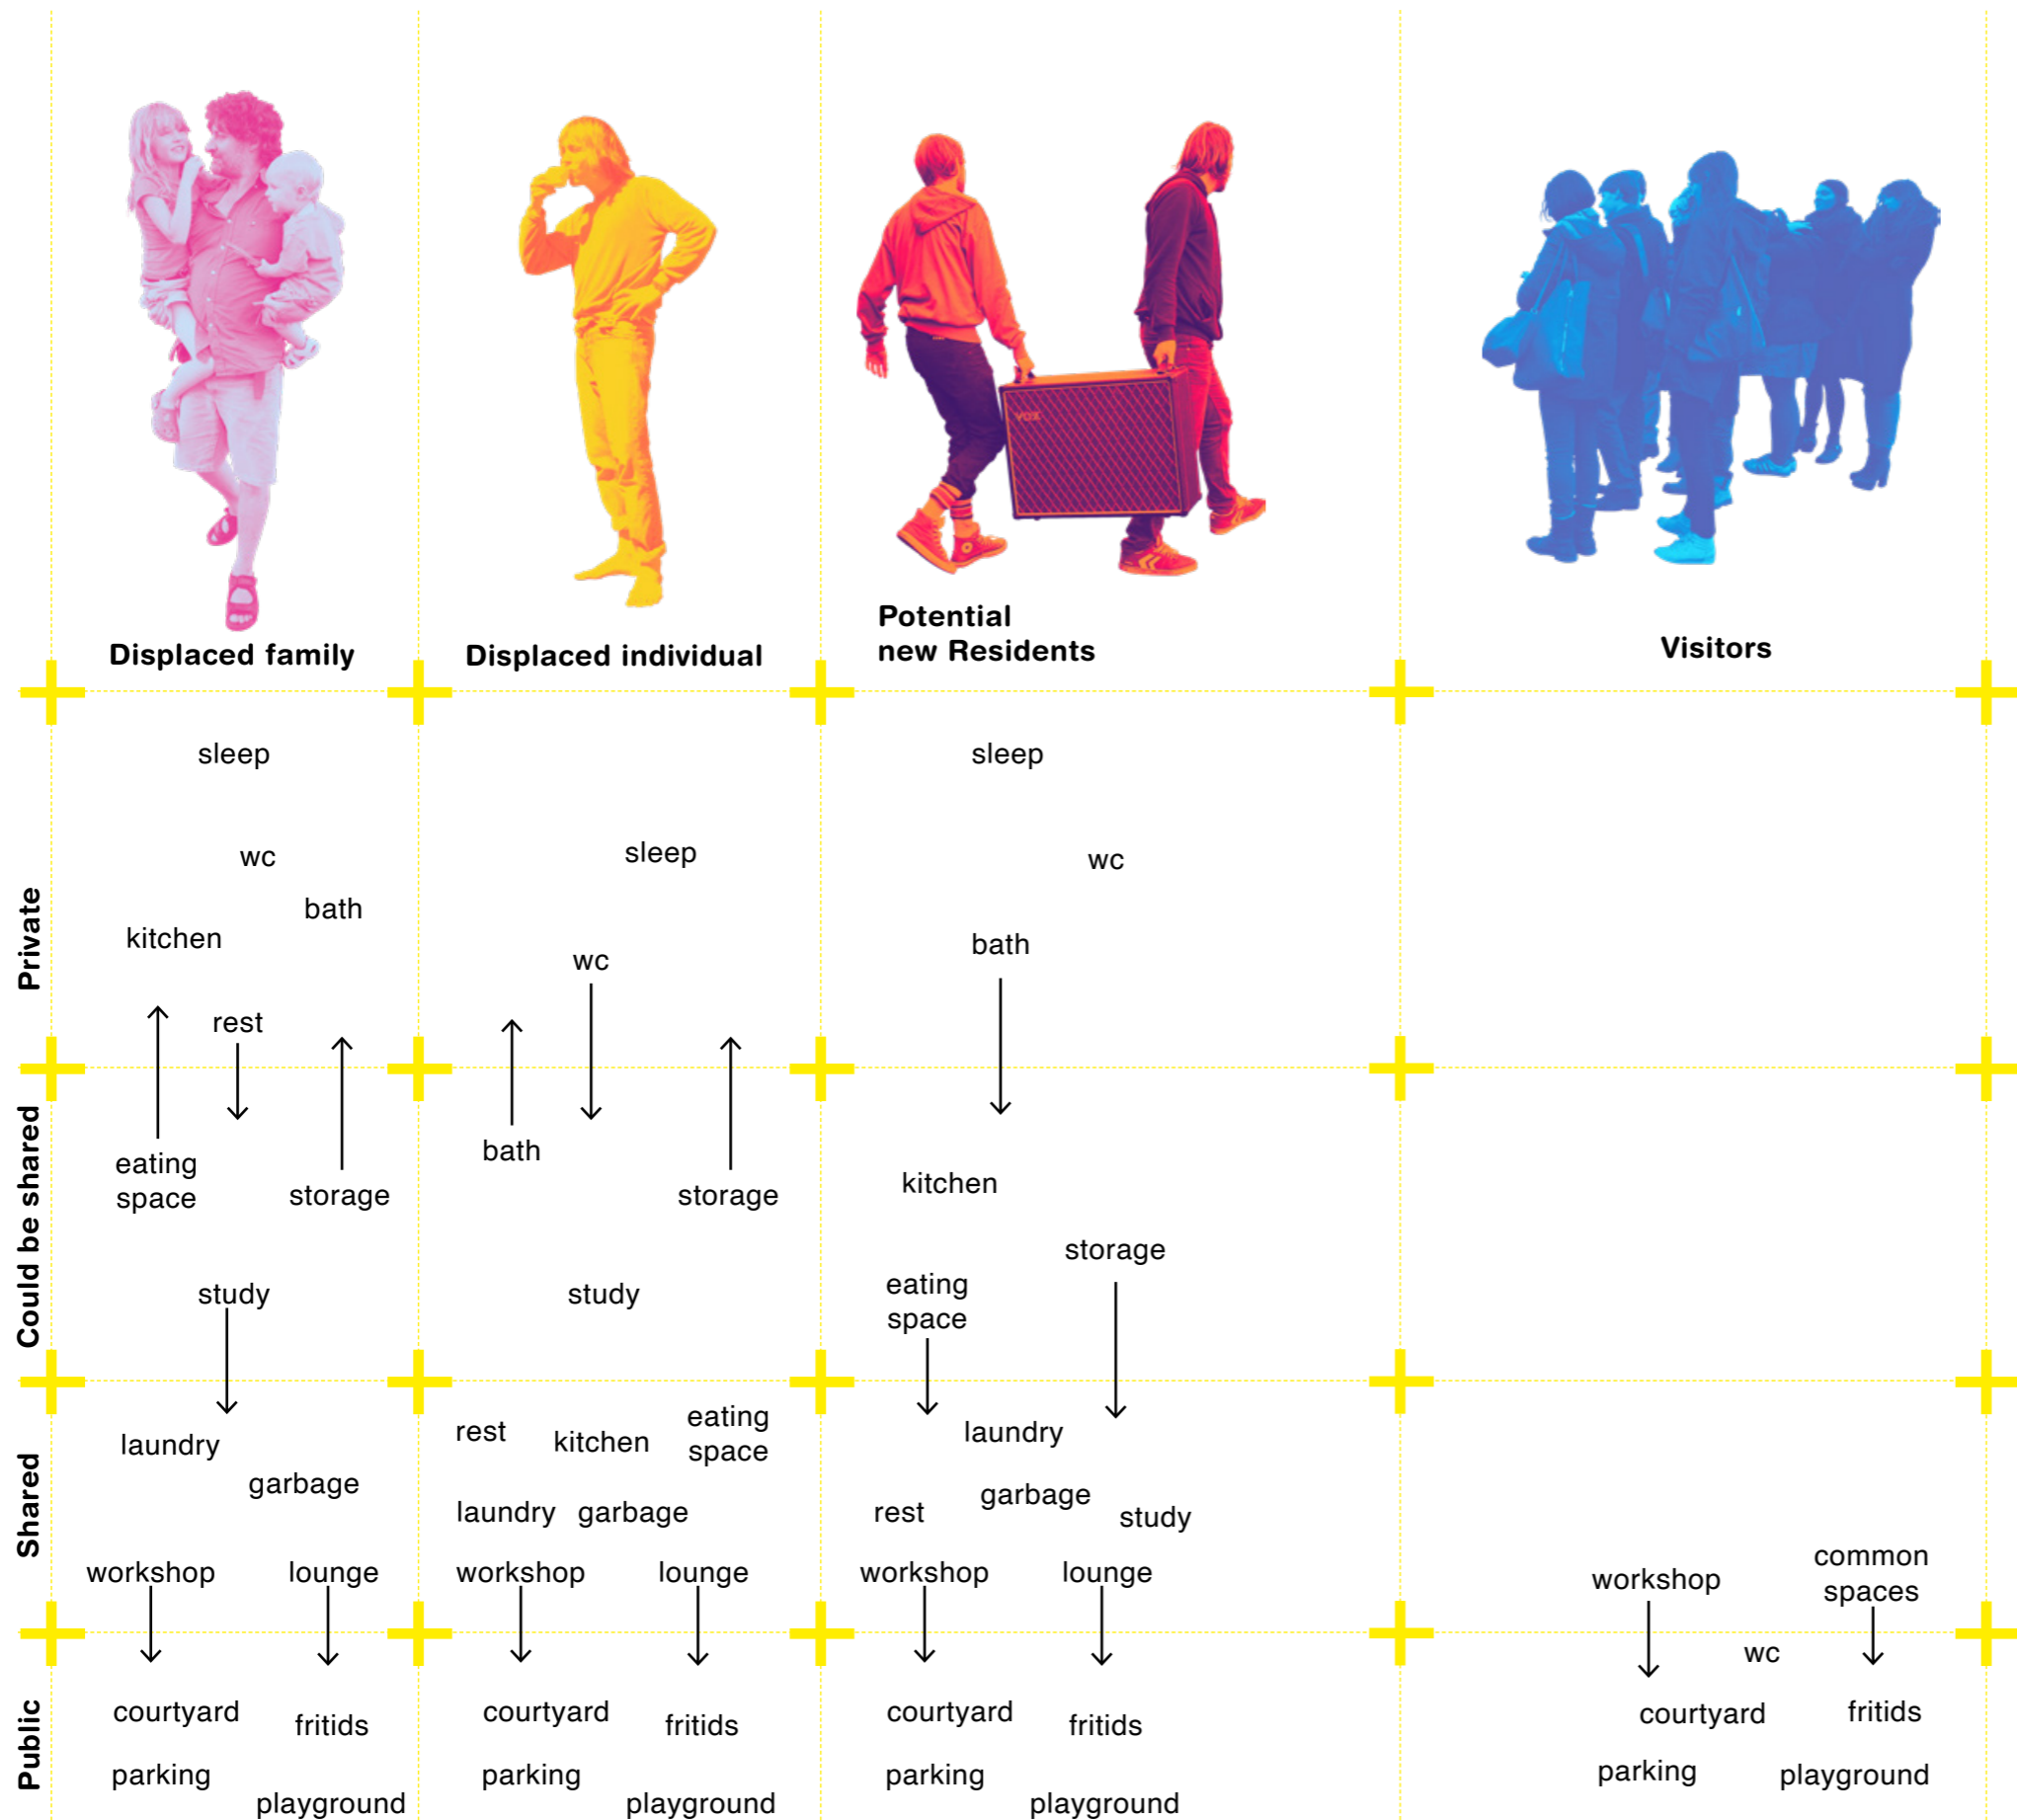 VOX
Displaced family
Displaced individual
Potential
new Residents
Visitors
Private
sleep
wc
bath
kitchen
rest
sleep
wc
sleep
wc
bath
Could be shared
eating
space
storage
study
bath
storage
study
kitchen
storage
eating
space
Shared
laundry
garbage
workshop
lounge
rest
kitchen
eating
space
laundry
garbage
workshop
lounge
laundry
garbage
rest
study
workshop
lounge
workshop
common
spaces
Public
courtyard
fritids
parking
playground
courtyard
fritids
parking
playground
courtyard
fritids
parking
playground
wc
courtyard
fritids
parking
playground